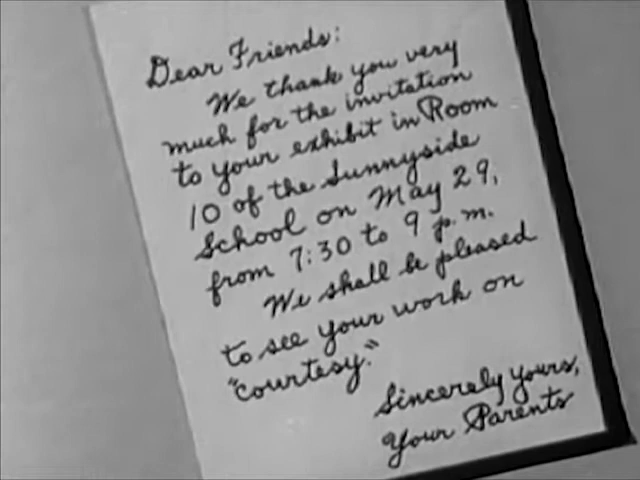 Dear Friends:
We thank you very
much for the invitation
to your exhibit in Room
10 of the Sunnyside
School on May 29,
from 7:30 to 9 p.m.
We shall be pleased
to see your work on
"courtesy."
Sincerely yours,
Your Parents